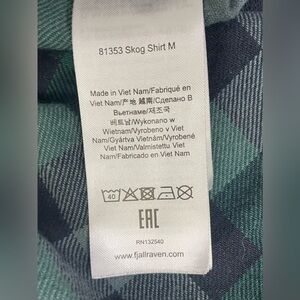 81353 Skog Shirt M
Made in Viet Nam/Fabriqué en
Viet Nam/产地 越南/Сделано В
Вьетнаме/제조국
베트남/Wykonano w
Wietnam/Vyrobeno v Viet
Nam/Gyártva Vietnám/Vyrobené
Viet Nam/Valmistettu Viet
Nam/Fabricado en Viet Nam
40
EAC
RN132540
www.fjallraven.com